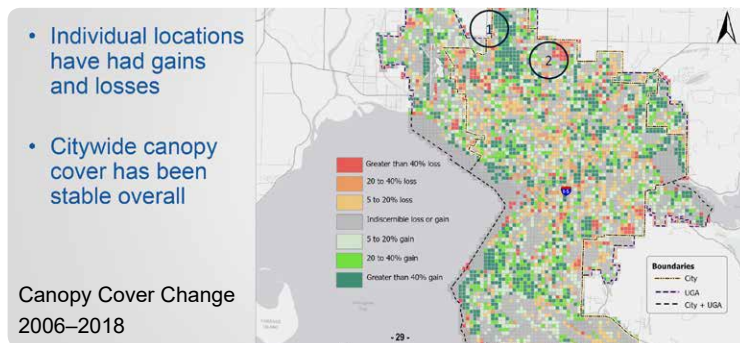 • Individual locations
have had gains
and losses
• Citywide canopy
cover has been
stable overall
Canopy Cover Change
2006–2018
1
2
Greater than 40% loss
20 to 40% loss
5 to 20% loss
Indiscernible loss or gain
5 to 20% gain
20 to 40% gain
Greater than 40% gain
Boundaries
City
UGA
City + UGA
- 29 -